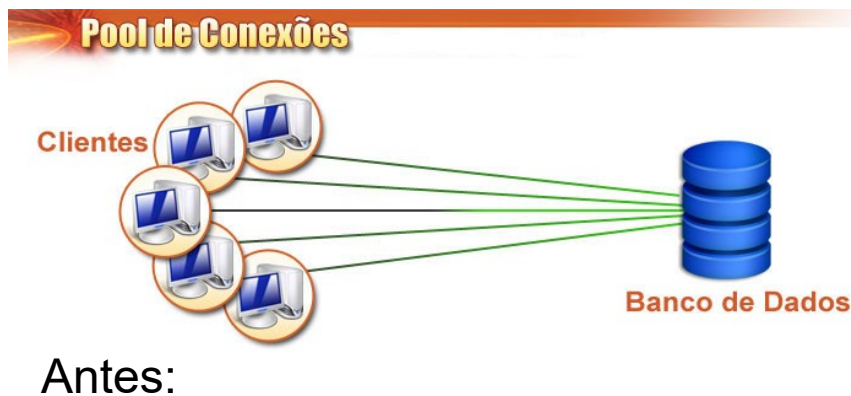 Pool de Conexões
Clientes
Banco de Dados
Antes: